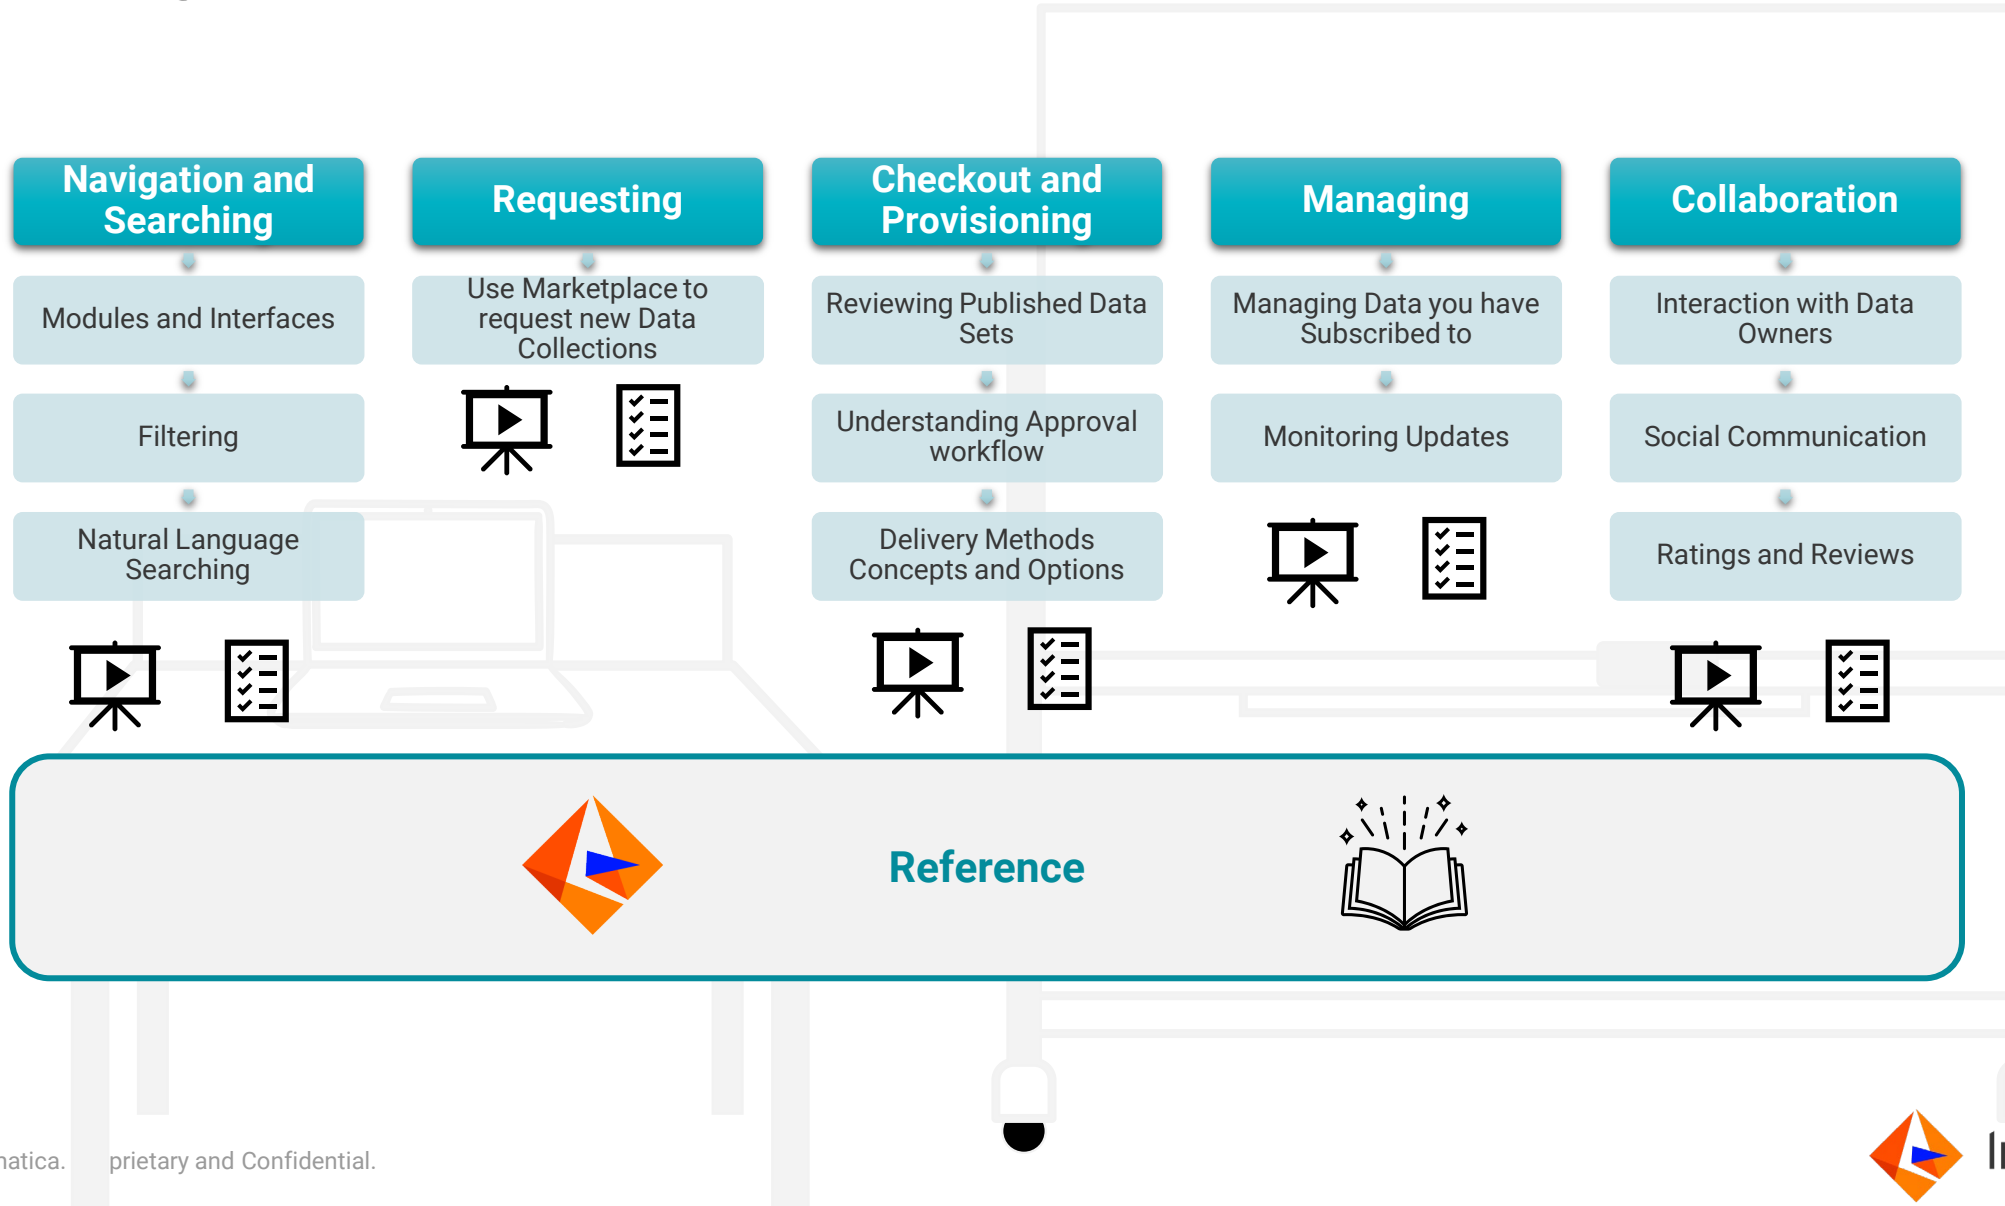 Navigation and
Searching
Modules and Interfaces
Filtering
Natural Language
Searching
Requesting
Use Marketplace to
request new Data
Collections
Checkout and
Provisioning
Reviewing Published Data
Sets
Understanding Approval
workflow
Delivery Methods
Concepts and Options
Managing
Managing Data you have
Subscribed to
Monitoring Updates
Collaboration
Interaction with Data
Owners
Social Communication
Ratings and Reviews
Reference
and Confidential.